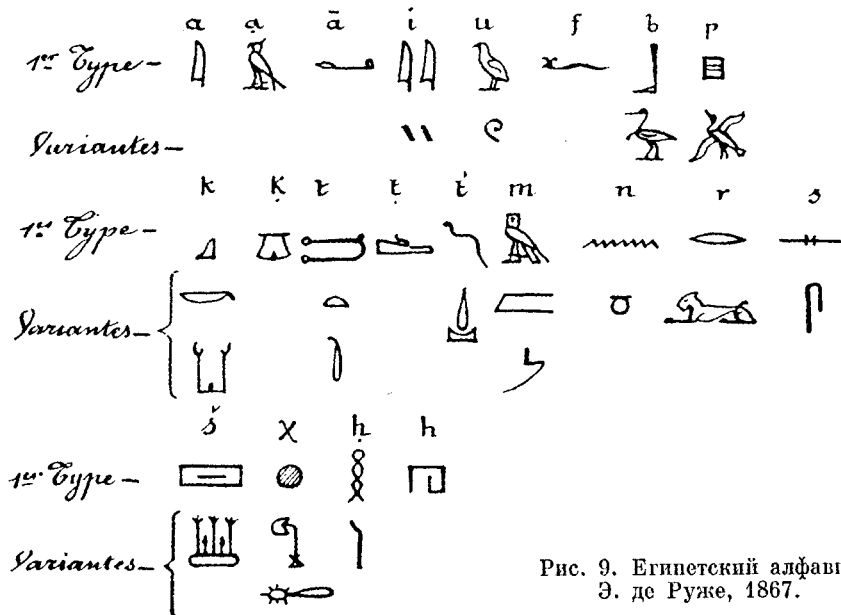 a ạ ā i u f b p
1er Type —
Variantes —
k ḳ t ṭ t' m n r s
1er Type —
Variantes —
š χ ḥ h
1er Type —
Variantes —
Рис. 9. Египетский алфави
Э. де Руже, 1867.